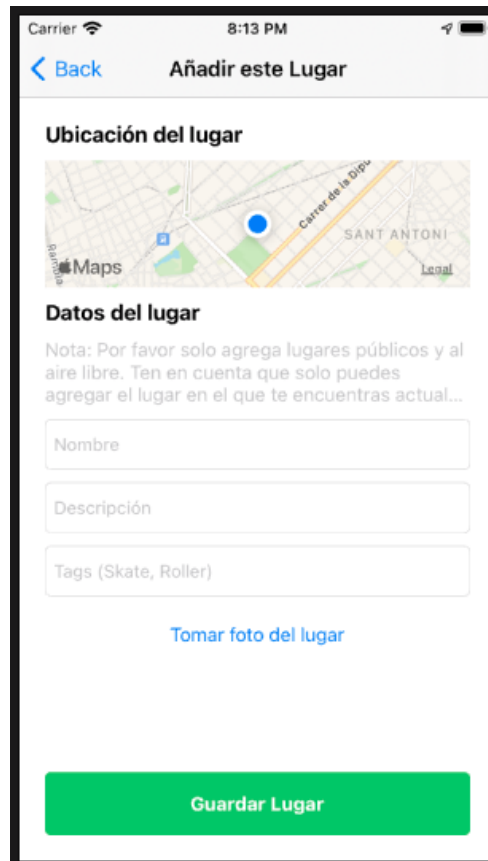 Carrier
8:13 PM
Back
Añadir este Lugar
Ubicación del lugar
Carrer de la Dipu
SANT ANTONI
Rambla
Maps
Legal
Datos del lugar
Nota: Por favor solo agrega lugares públicos y al
aire libre. Ten en cuenta que solo puedes
agregar el lugar en el que te encuentras actual...
Nombre
Descripción
Tags (Skate, Roller)
Tomar foto del lugar
Guardar Lugar